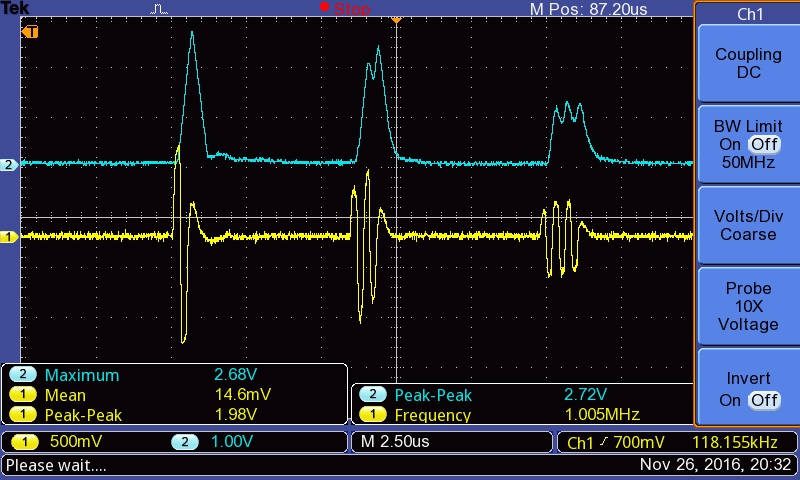 Tek
Stop
M Pos: 87.20us
Ch1
T
Coupling
DC
BW Limit
On Off
50MHz
2
Volts/Div
Coarse
1
Probe
10X
Voltage
Invert
On Off
2 Maximum 2.68V
1 Mean 14.6mV
1 Peak-Peak 1.98V
2 Peak-Peak 2.72V
1 Frequency 1.005MHz
1 500mV 2 1.00V M 2.50us Ch1 700mV 118.155kHz
Please wait.... Nov 26, 2016, 20:32